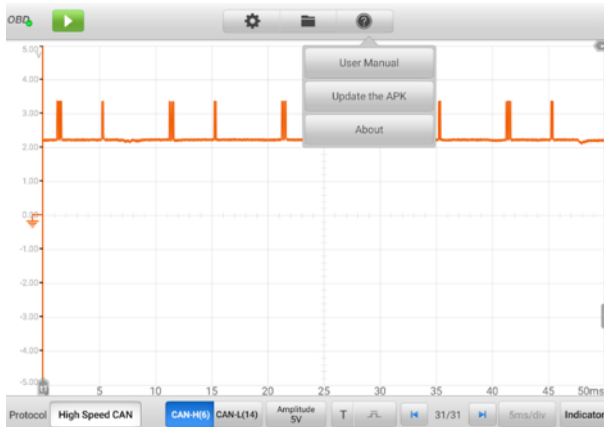 OBD
User Manual
Update the APK
About
5.00
V
4.00
3.00
2.00
1.00
0.00
-1.00
-2.00
-3.00
-4.00
-5.00
5 10 15 20 25 30 35 40 45 50ms
Protocol High Speed CAN CAN-H(6) CAN-L(14) Amplitude 5V T 31/31 5ms/div Indicator